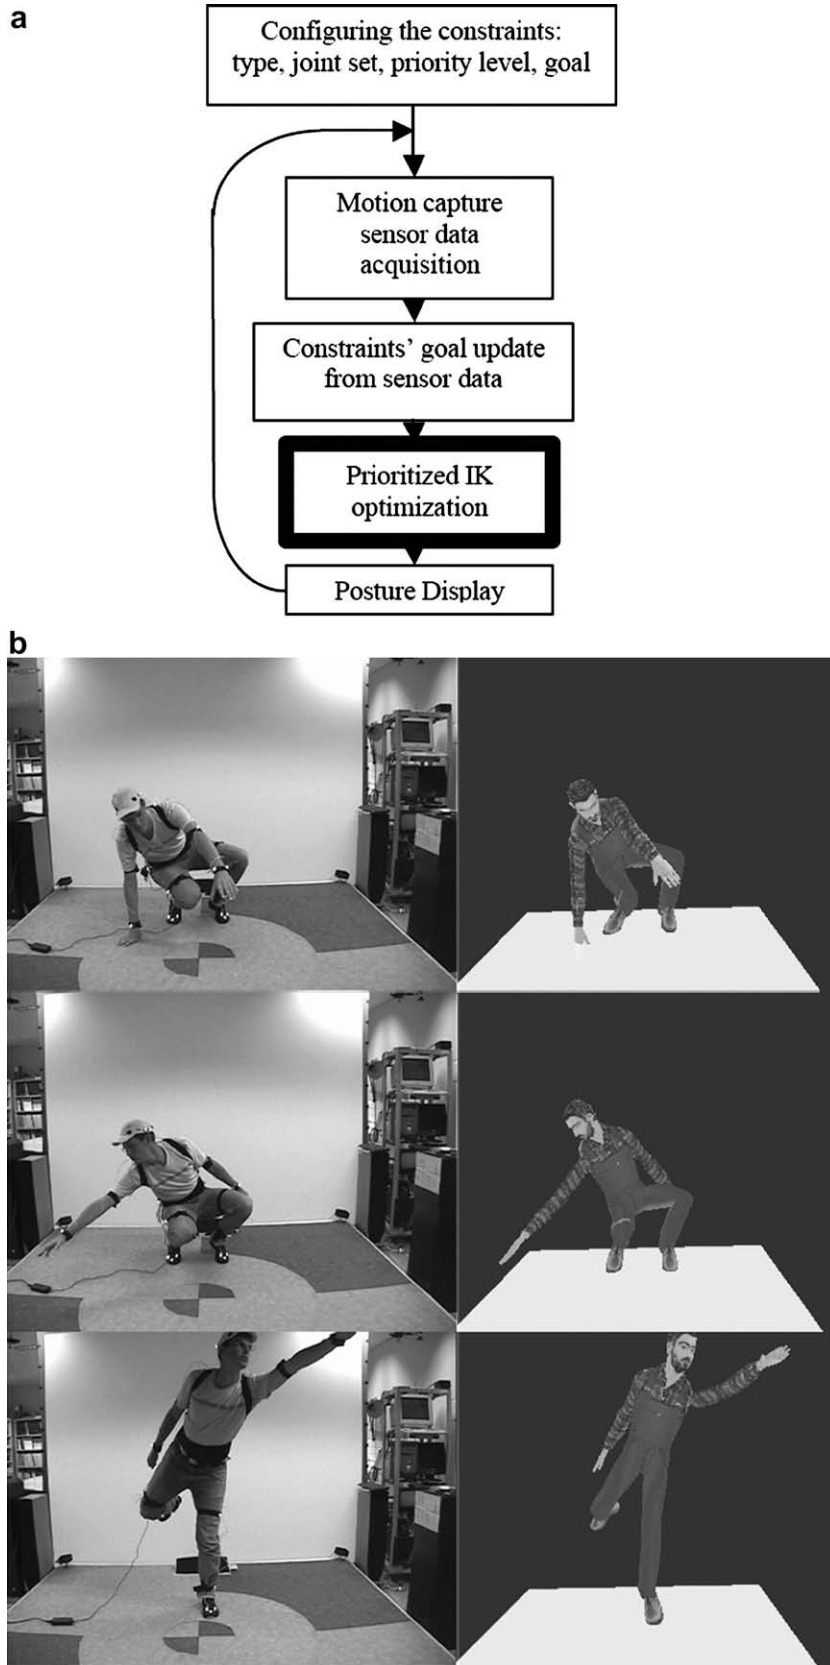 a
Configuring the constraints:
type, joint set, priority level, goal
Motion capture
sensor data
acquisition
Constraints’ goal update
from sensor data
Prioritized IK
optimization
Posture Display
b